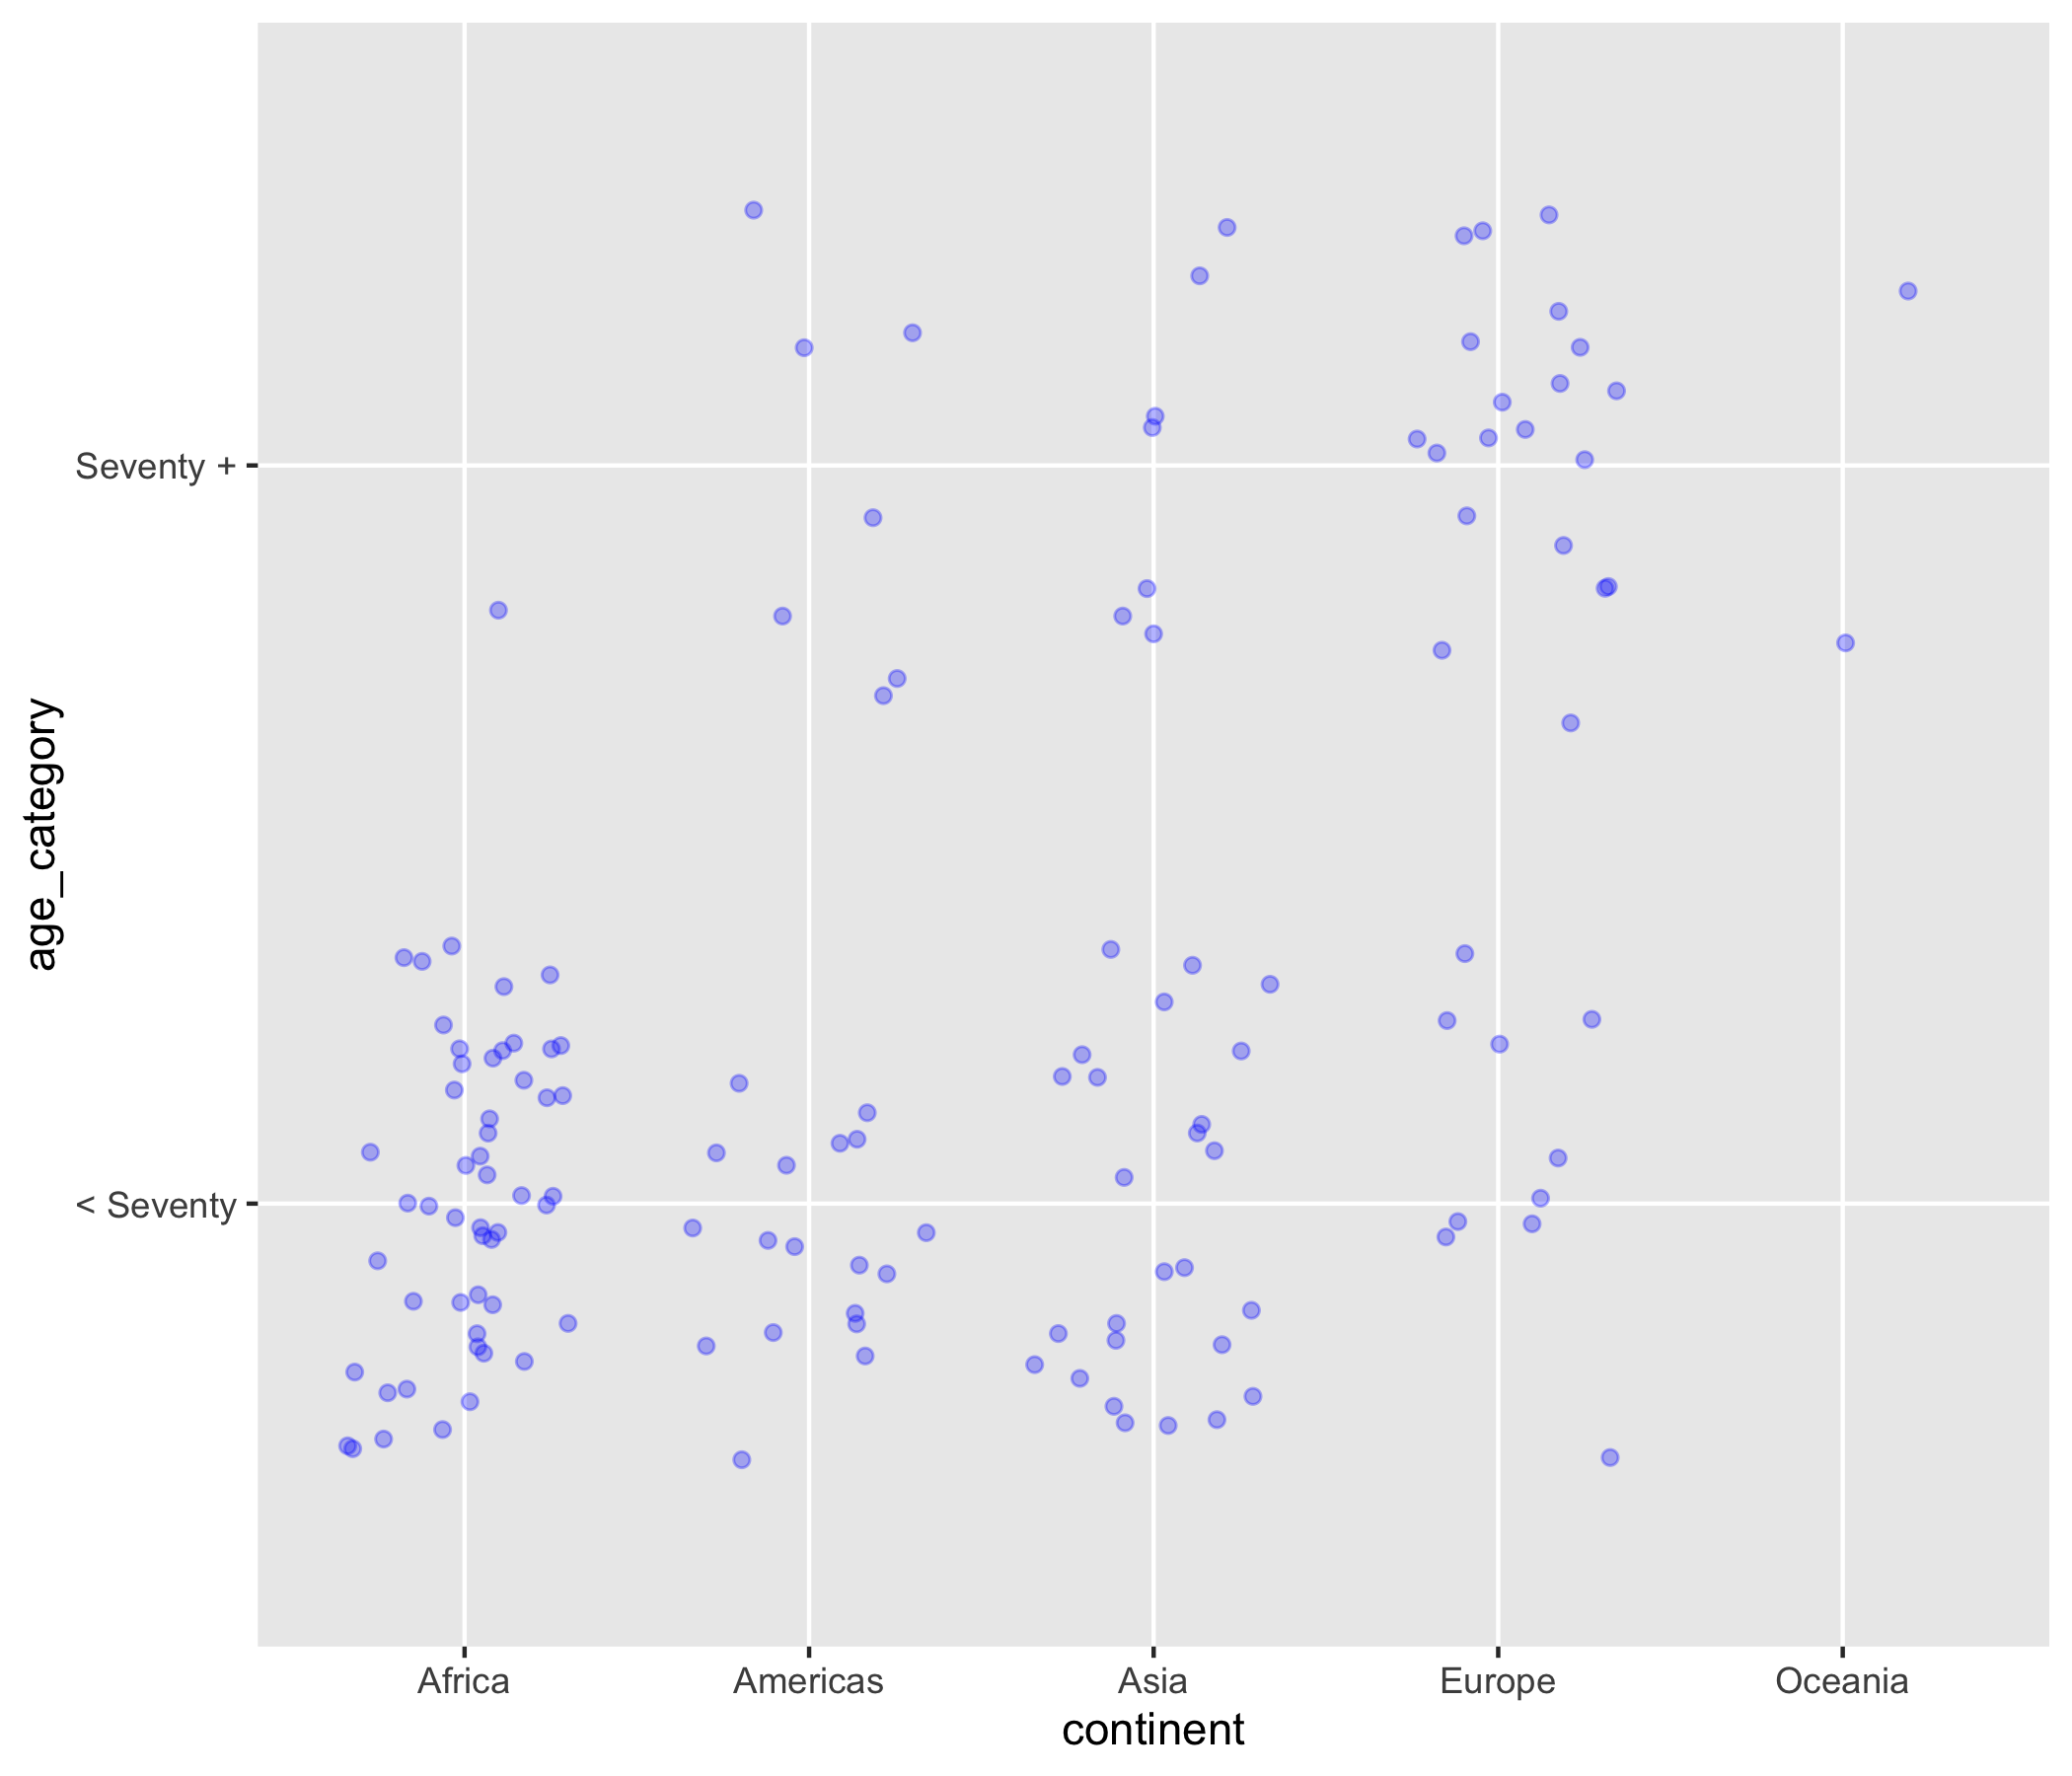 age_category
Seventy +
< Seventy
Africa Americas Asia Europe Oceania
continent